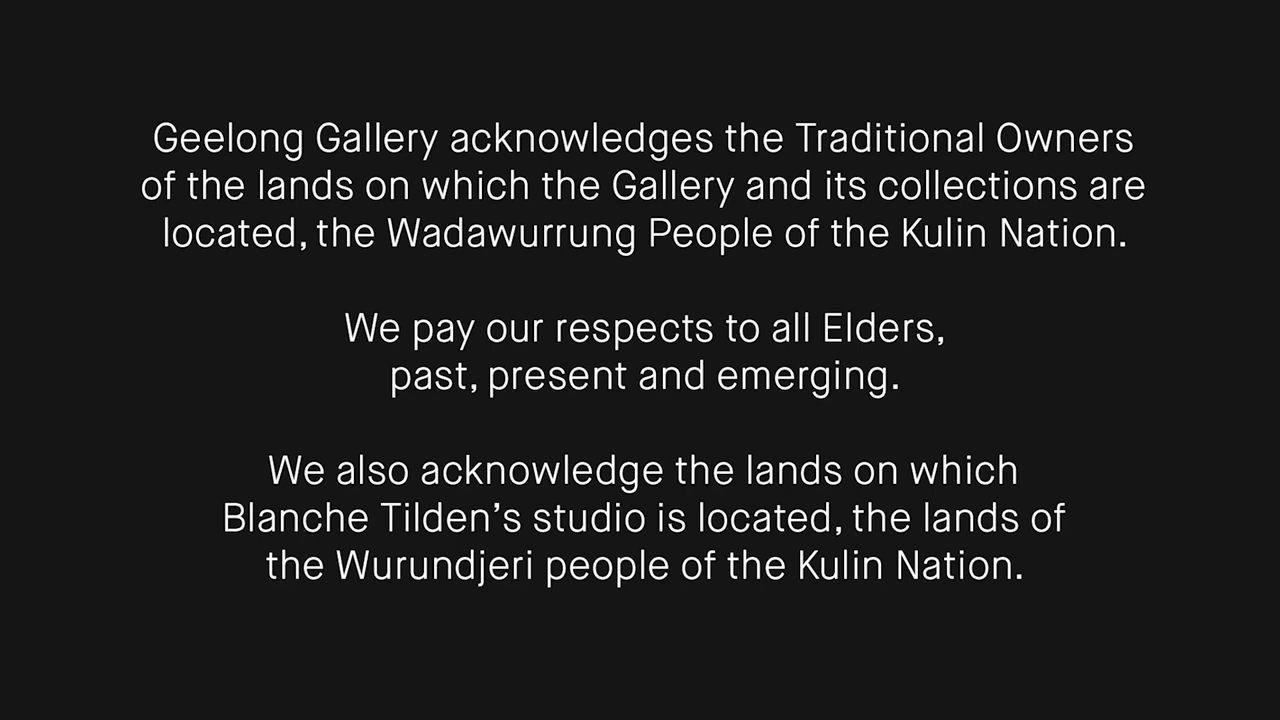 Geelong Gallery acknowledges the Traditional Owners
of the lands on which the Gallery and its collections are
located, the Wadawurrung People of the Kulin Nation.
We pay our respects to all Elders,
past, present and emerging.
We also acknowledge the lands on which
Blanche Tilden’s studio is located, the lands of
the Wurundjeri people of the Kulin Nation.